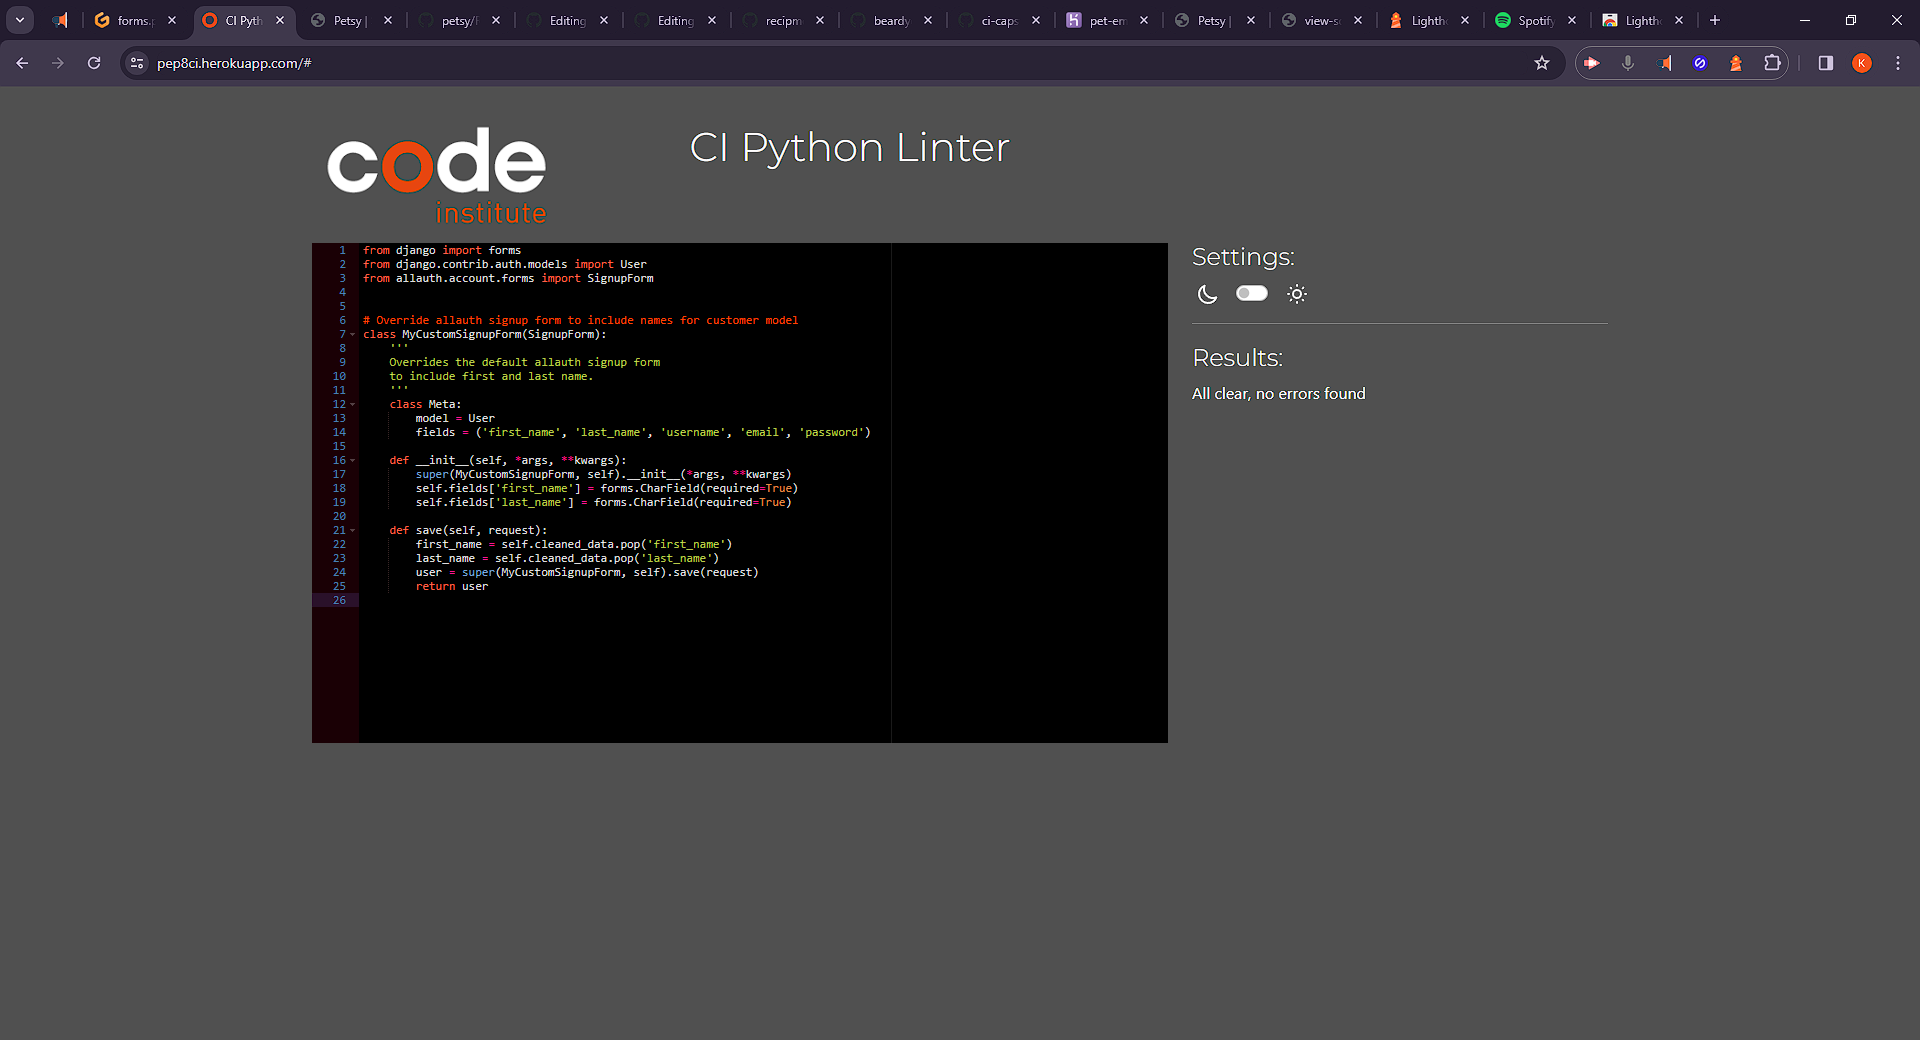 forms.p
CI Pyth
Petsy |
petsy/F
Editing
Editing
recipm
beardy
ci-caps
pet-em
Petsy |
view-s
Lighth
Spotify
Lighth
pep8ci.herokuapp.com/#
K
code
institute
CI Python Linter
1 from django import forms
2 from django.contrib.auth.models import User
3 from allauth.account.forms import SignupForm
4
5
6 # Override allauth signup form to include names for customer model
7 class MyCustomSignupForm(SignupForm):
8     '''
9     Overrides the default allauth signup form
10     to include first and last name.
11     '''
12     class Meta:
13         model = User
14         fields = ('first_name', 'last_name', 'username', 'email', 'password')
15
16     def __init__(self, *args, **kwargs):
17         super(MyCustomSignupForm, self).__init__(*args, **kwargs)
18         self.fields['first_name'] = forms.CharField(required=True)
19         self.fields['last_name'] = forms.CharField(required=True)
20
21     def save(self, request):
22         first_name = self.cleaned_data.pop('first_name')
23         last_name = self.cleaned_data.pop('last_name')
24         user = super(MyCustomSignupForm, self).save(request)
25         return user
26
Settings:
Results:
All clear, no errors found